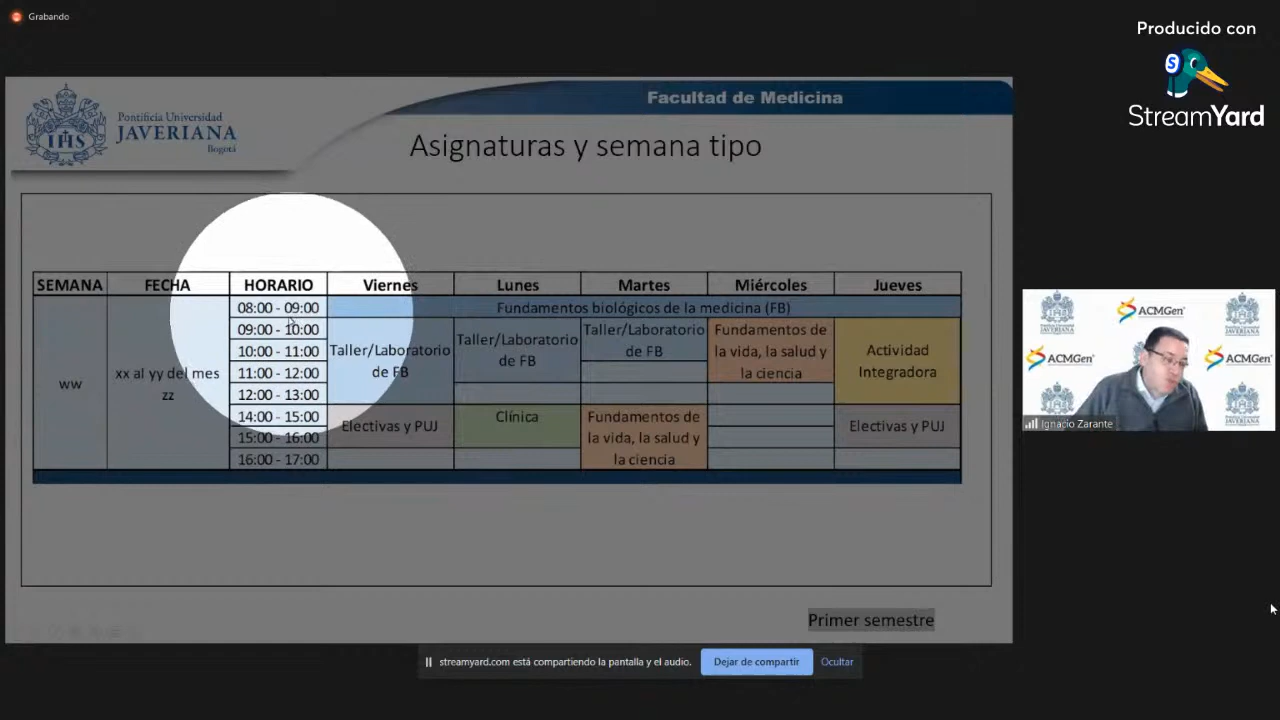 Grabando
Producido con
StreamYard
Pontificia Universidad
JAVERIANA
Bogotá
IHS
Facultad de Medicina
Asignaturas y semana tipo
SEMANA FECHA HORARIO Viernes Lunes Martes Miércoles Jueves
08:00 - 09:00 Fundamentos biológicos de la medicina (FB)
09:00 - 10:00
10:00 - 11:00
11:00 - 12:00
12:00 - 13:00
14:00 - 15:00
15:00 - 16:00
16:00 - 17:00
ww
xx al yy del mes
zz
Taller/Laboratorio
de FB
Taller/Laboratorio
de FB
Taller/Laboratorio
de FB
Fundamentos de
la vida, la salud y
la ciencia
Actividad
Integradora
Electivas y PUJ
Clínica
Fundamentos de
la vida, la salud y
la ciencia
Electivas y PUJ
Primer semestre
ACMGen
ACMGen
ACMGen
Ignacio Zarante
streamyard.com está compartiendo la pantalla y el audio.
Dejar de compartir
Ocultar